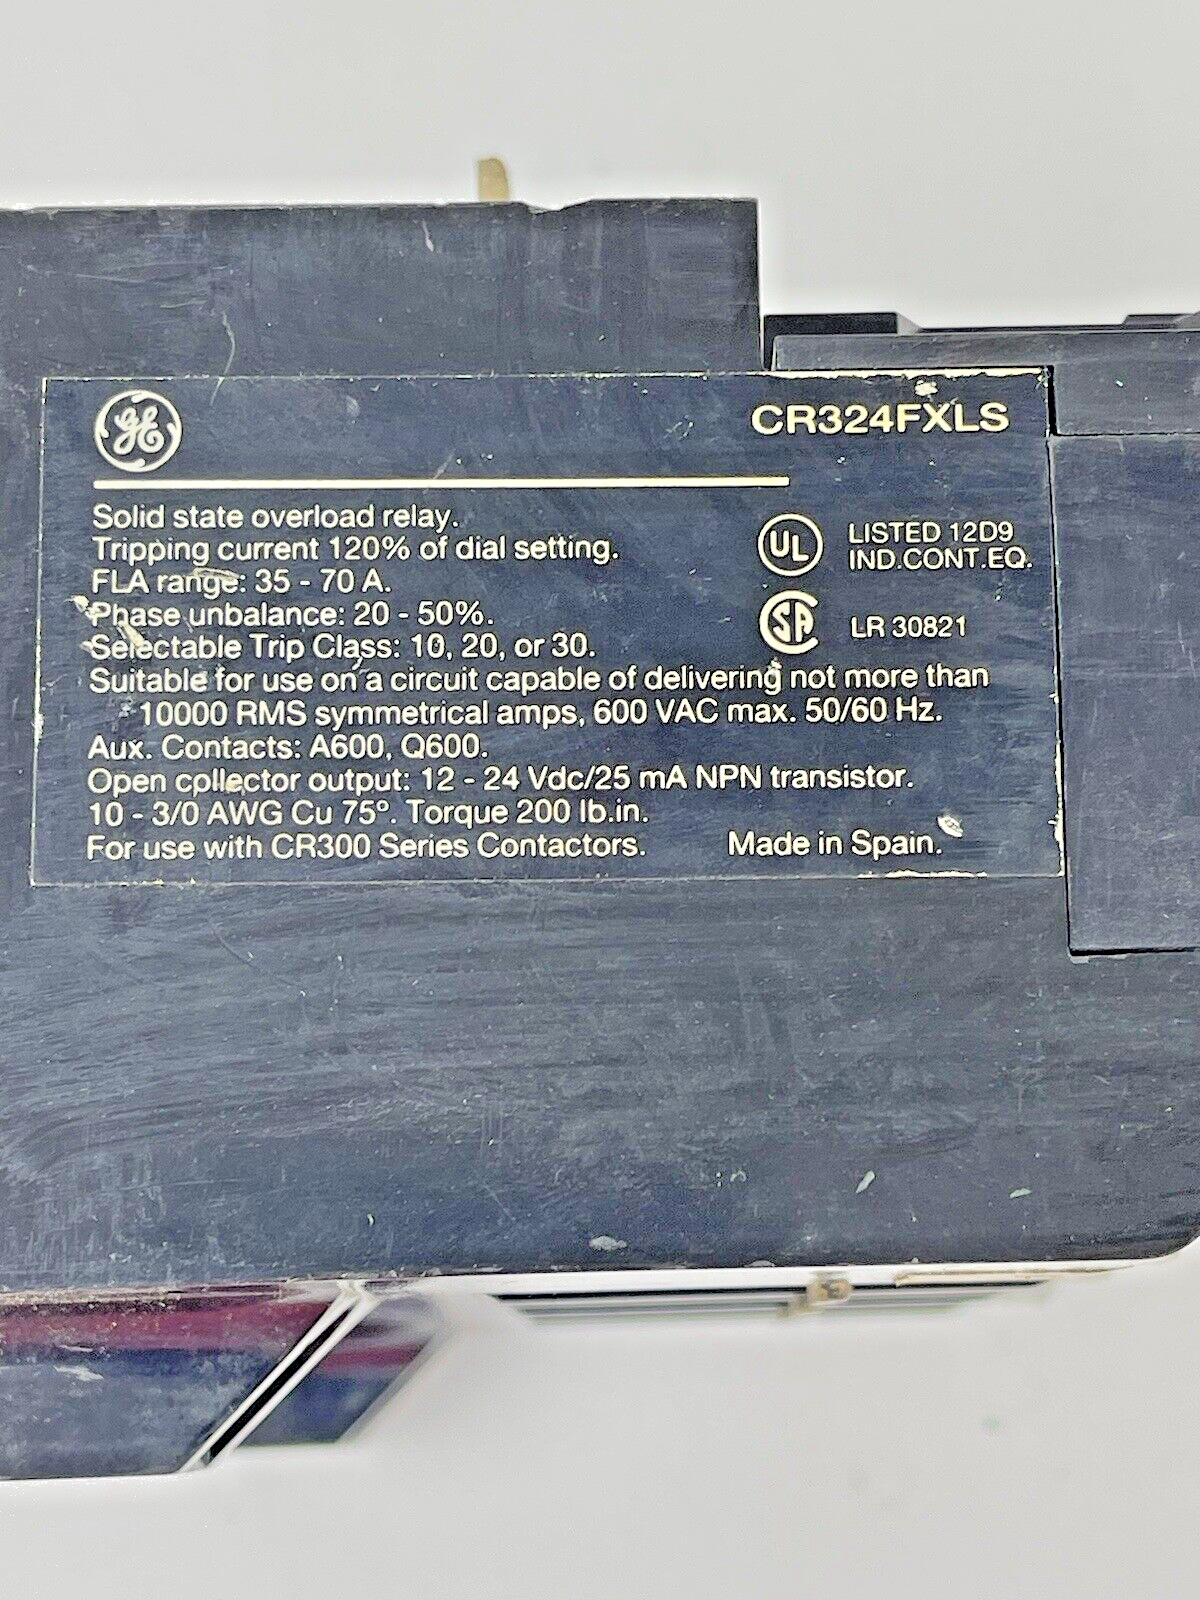 GE
CR324FXLS
Solid state overload relay.
Tripping current 120% of dial setting.
FLA range: 35 - 70 A.
Phase unbalance: 20 - 50%.
Selectable Trip Class: 10, 20, or 30.
Suitable for use on a circuit capable of delivering not more than
10000 RMS symmetrical amps, 600 VAC max. 50/60 Hz.
Aux. Contacts: A600, Q600.
Open collector output: 12 - 24 Vdc/25 mA NPN transistor.
10 - 3/0 AWG Cu 75°. Torque 200 lb.in.
For use with CR300 Series Contactors. Made in Spain.
UL LISTED 12D9
IND.CONT.EQ.
SA LR 30821